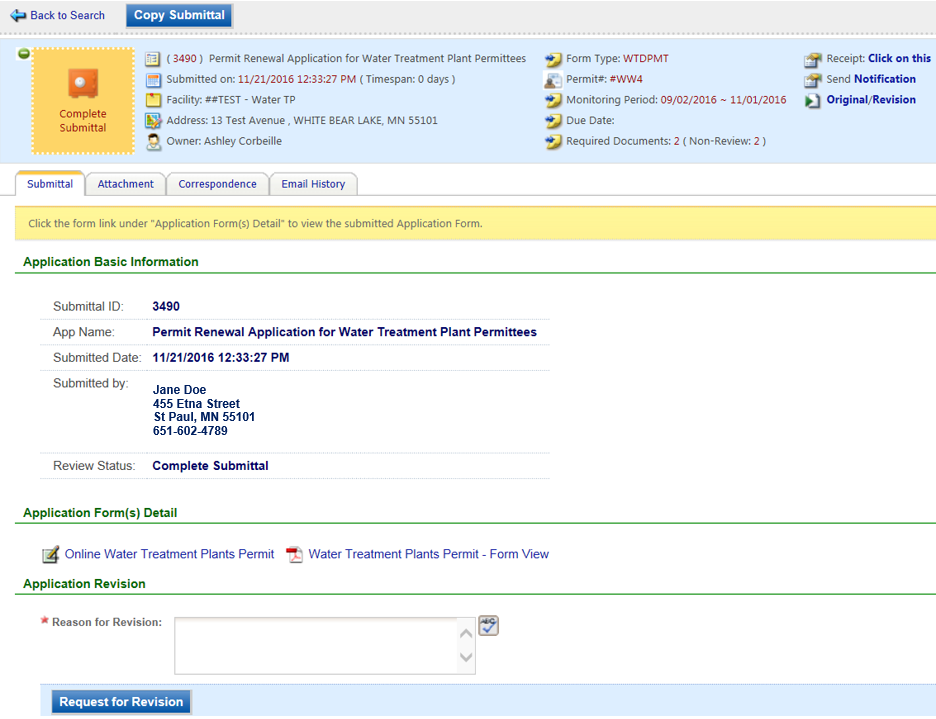 Back to Search
Copy Submittal
Complete
Submittal
( 3490 ) Permit Renewal Application for Water Treatment Plant Permittees
Submitted on: 11/21/2016 12:33:27 PM ( Timespan: 0 days )
Facility: ##TEST - Water TP
Address: 13 Test Avenue , WHITE BEAR LAKE, MN 55101
Owner: Ashley Corbeille
Form Type: WTDPMT
Permit#: #WW4
Monitoring Period: 09/02/2016 ~ 11/01/2016
Due Date:
Required Documents: 2 ( Non-Review: 2 )
Receipt: Click on this
Send Notification
Original/Revision
Submittal
Attachment
Correspondence
Email History
Click the form link under "Application Form(s) Detail" to view the submitted Application Form.
Application Basic Information
Submittal ID: 3490
App Name: Permit Renewal Application for Water Treatment Plant Permittees
Submitted Date: 11/21/2016 12:33:27 PM
Submitted by:
Jane Doe
455 Etna Street
St Paul, MN 55101
651-602-4789
Review Status: Complete Submittal
Application Form(s) Detail
Online Water Treatment Plants Permit
Water Treatment Plants Permit - Form View
Application Revision
* Reason for Revision:
ABC
Request for Revision